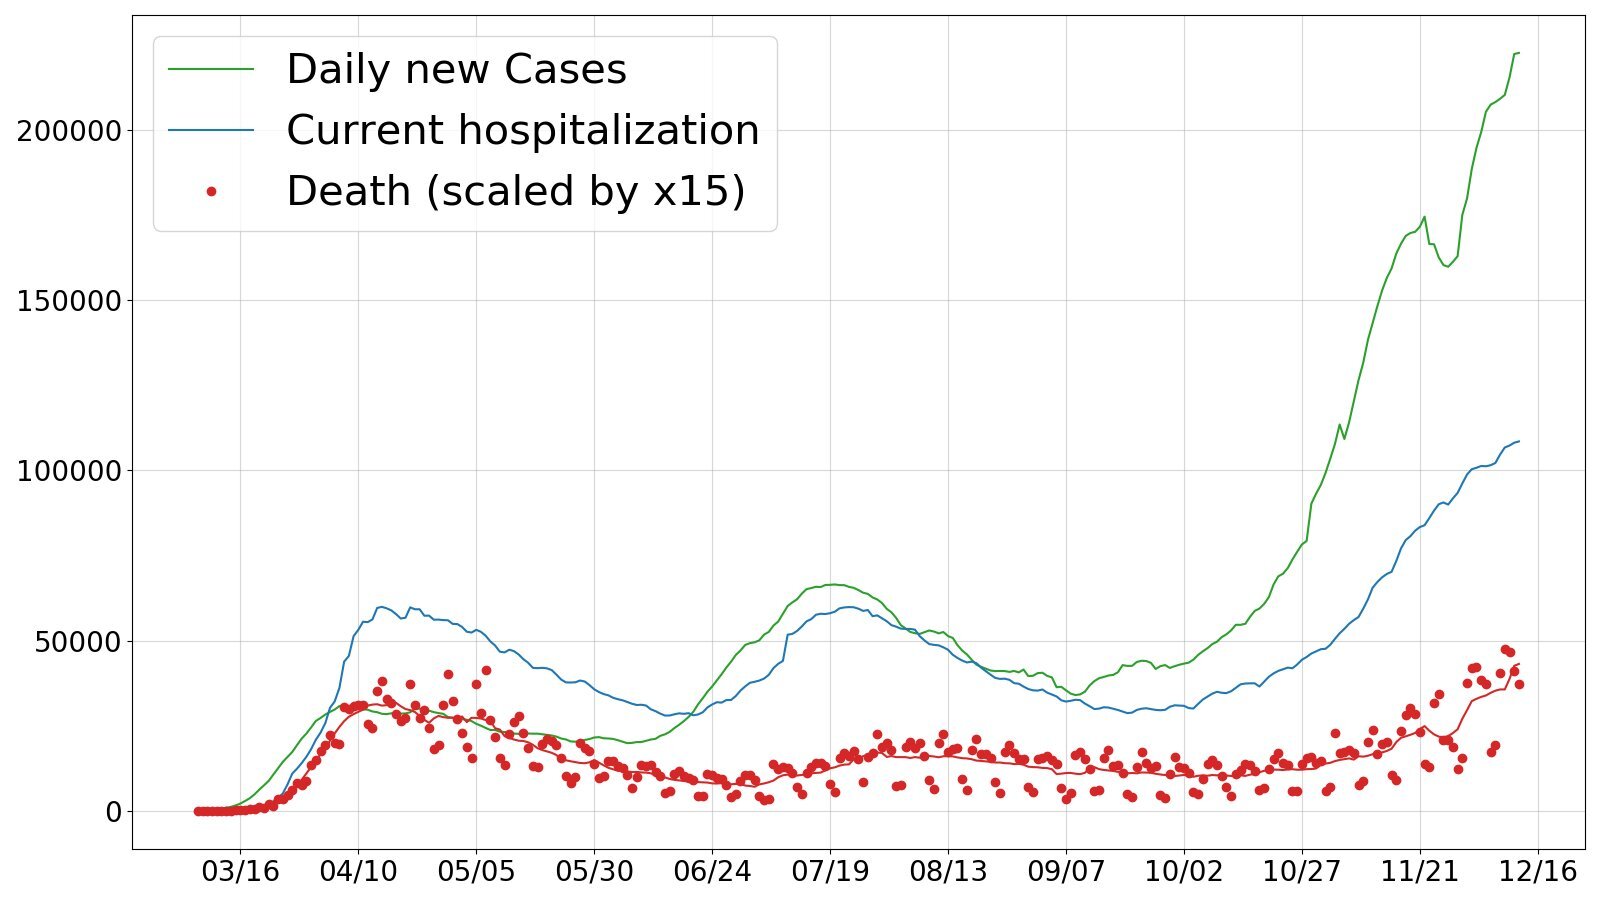 Daily new Cases
Current hospitalization
Death (scaled by x15)
200000
150000
100000
50000
0
03/16 04/10 05/05 05/30 06/24 07/19 08/13 09/07 10/02 10/27 11/21 12/16